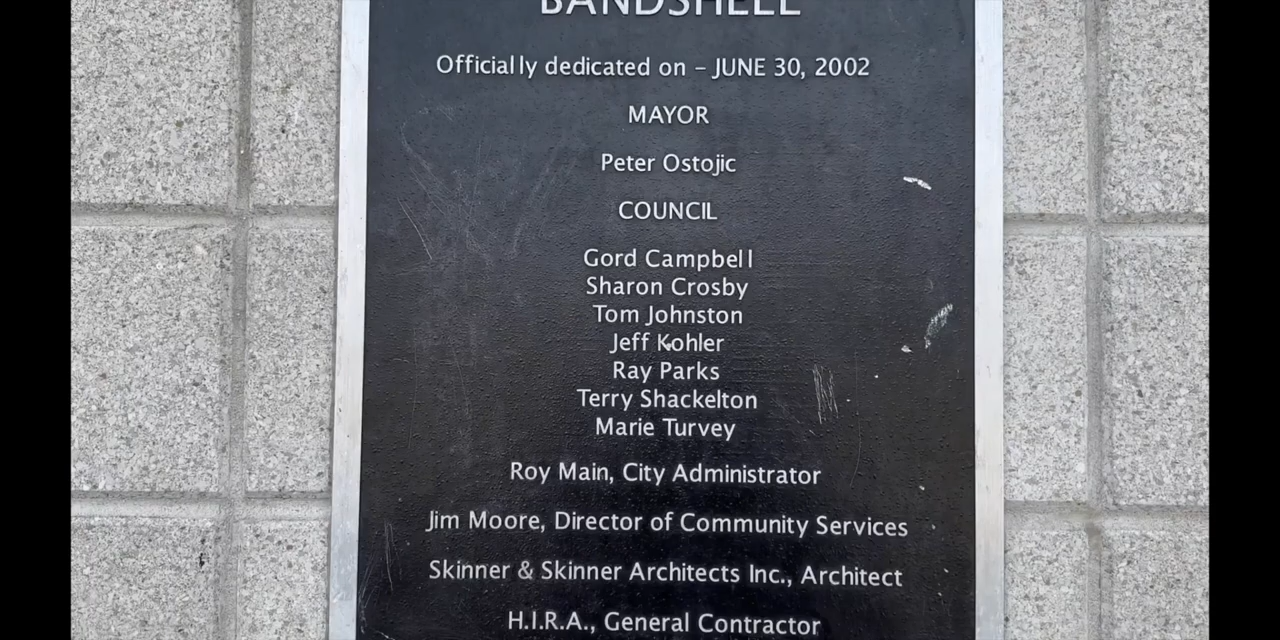 BANDSHELL
Officially dedicated on – JUNE 30, 2002
MAYOR
Peter Ostojic
COUNCIL
Gord Campbell
Sharon Crosby
Tom Johnston
Jeff Kohler
Ray Parks
Terry Shackelton
Marie Turvey
Roy Main, City Administrator
Jim Moore, Director of Community Services
Skinner & Skinner Architects Inc., Architect
H.I.R.A., General Contractor